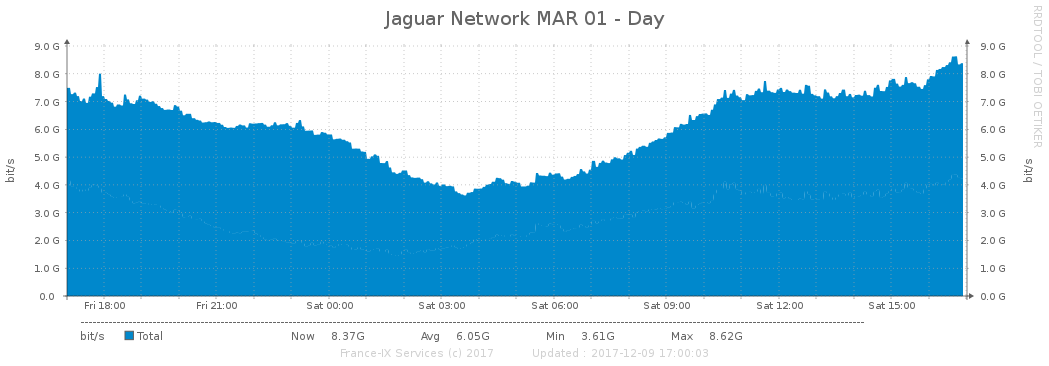 Jaguar Network MAR 01 - Day
RRDTOOL / TOBI OETIKER
9.0 G 9.0 G
8.0 G 8.0 G
7.0 G 7.0 G
6.0 G 6.0 G
5.0 G 5.0 G
4.0 G 4.0 G
3.0 G 3.0 G
2.0 G 2.0 G
1.0 G 1.0 G
0.0 0.0 G
bit/s bit/s
Fri 18:00 Fri 21:00 Sat 00:00 Sat 03:00 Sat 06:00 Sat 09:00 Sat 12:00 Sat 15:00
bit/s Total Now 8.37G Avg 6.05G Min 3.61G Max 8.62G
France-IX Services (c) 2017 Updated : 2017-12-09 17:00:03